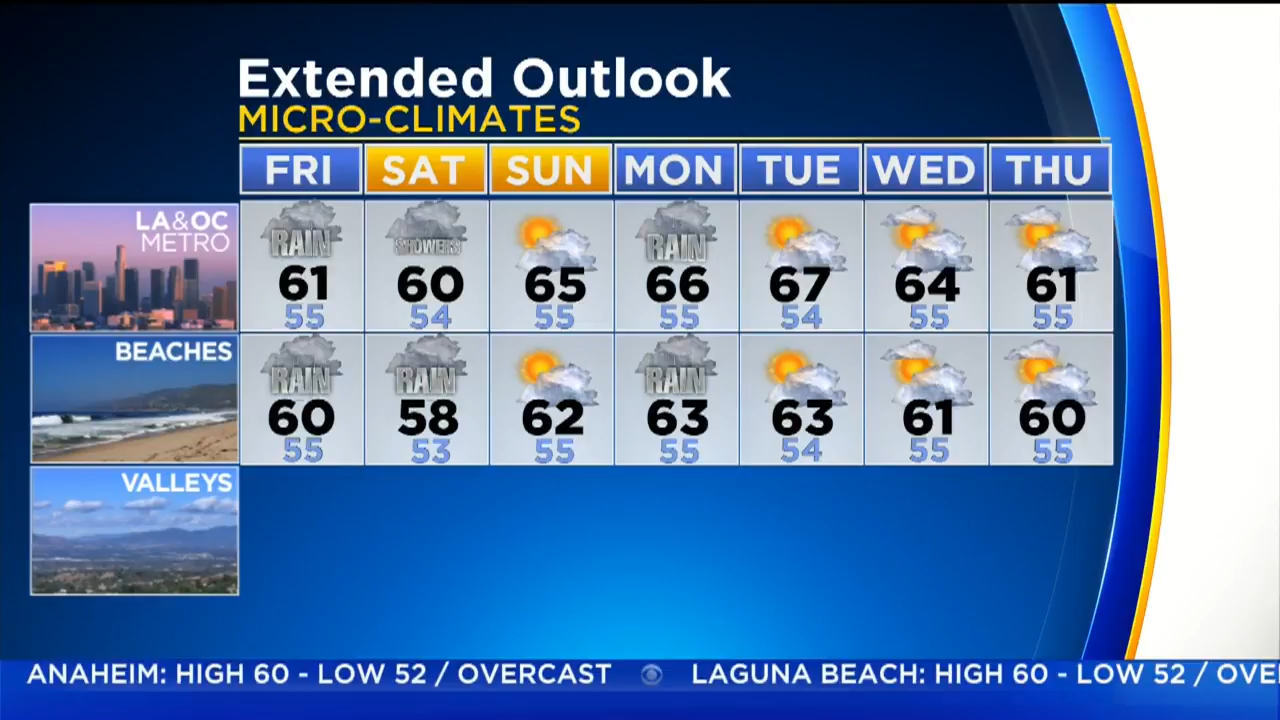 Extended Outlook
MICRO-CLIMATES
FRI SAT SUN MON TUE WED THU
LA&OC
METRO
RAIN SHOWERS RAIN
61 60 65 66 67 64 61
55 54 55 55 54 55 55
BEACHES
RAIN RAIN RAIN
60 58 62 63 63 61 60
55 53 55 55 54 55 55
VALLEYS
ANAHEIM: HIGH 60 - LOW 52 / OVERCAST LAGUNA BEACH: HIGH 60 - LOW 52 / OVE